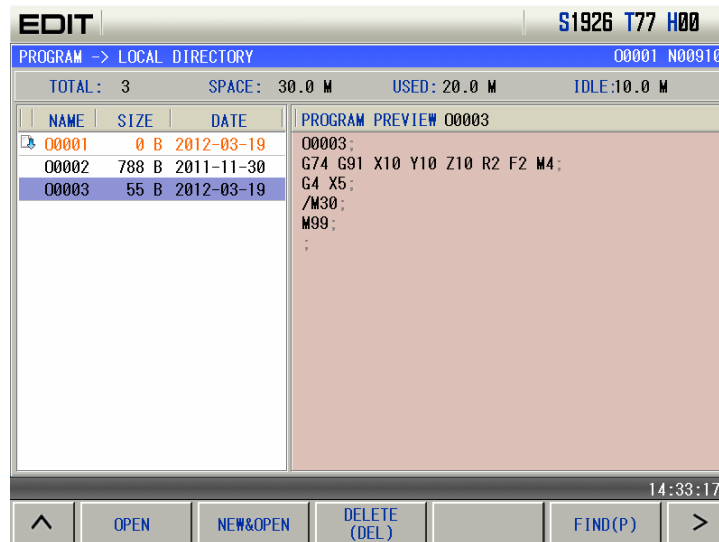 EDIT S1926 T77 H00
PROGRAM -> LOCAL DIRECTORY O0001 N00910
TOTAL: 3 SPACE: 30.0 M USED: 20.0 M IDLE:10.0 M
NAME SIZE DATE
O0001 0 B 2012-03-19
O0002 788 B 2011-11-30
O0003 55 B 2012-03-19
PROGRAM PREVIEW O0003
O0003;
G74 G91 X10 Y10 Z10 R2 F2 M4;
G4 X5;
/M30;
M99;
;
14:33:17
OPEN NEW&OPEN DELETE (DEL) FIND(P) >